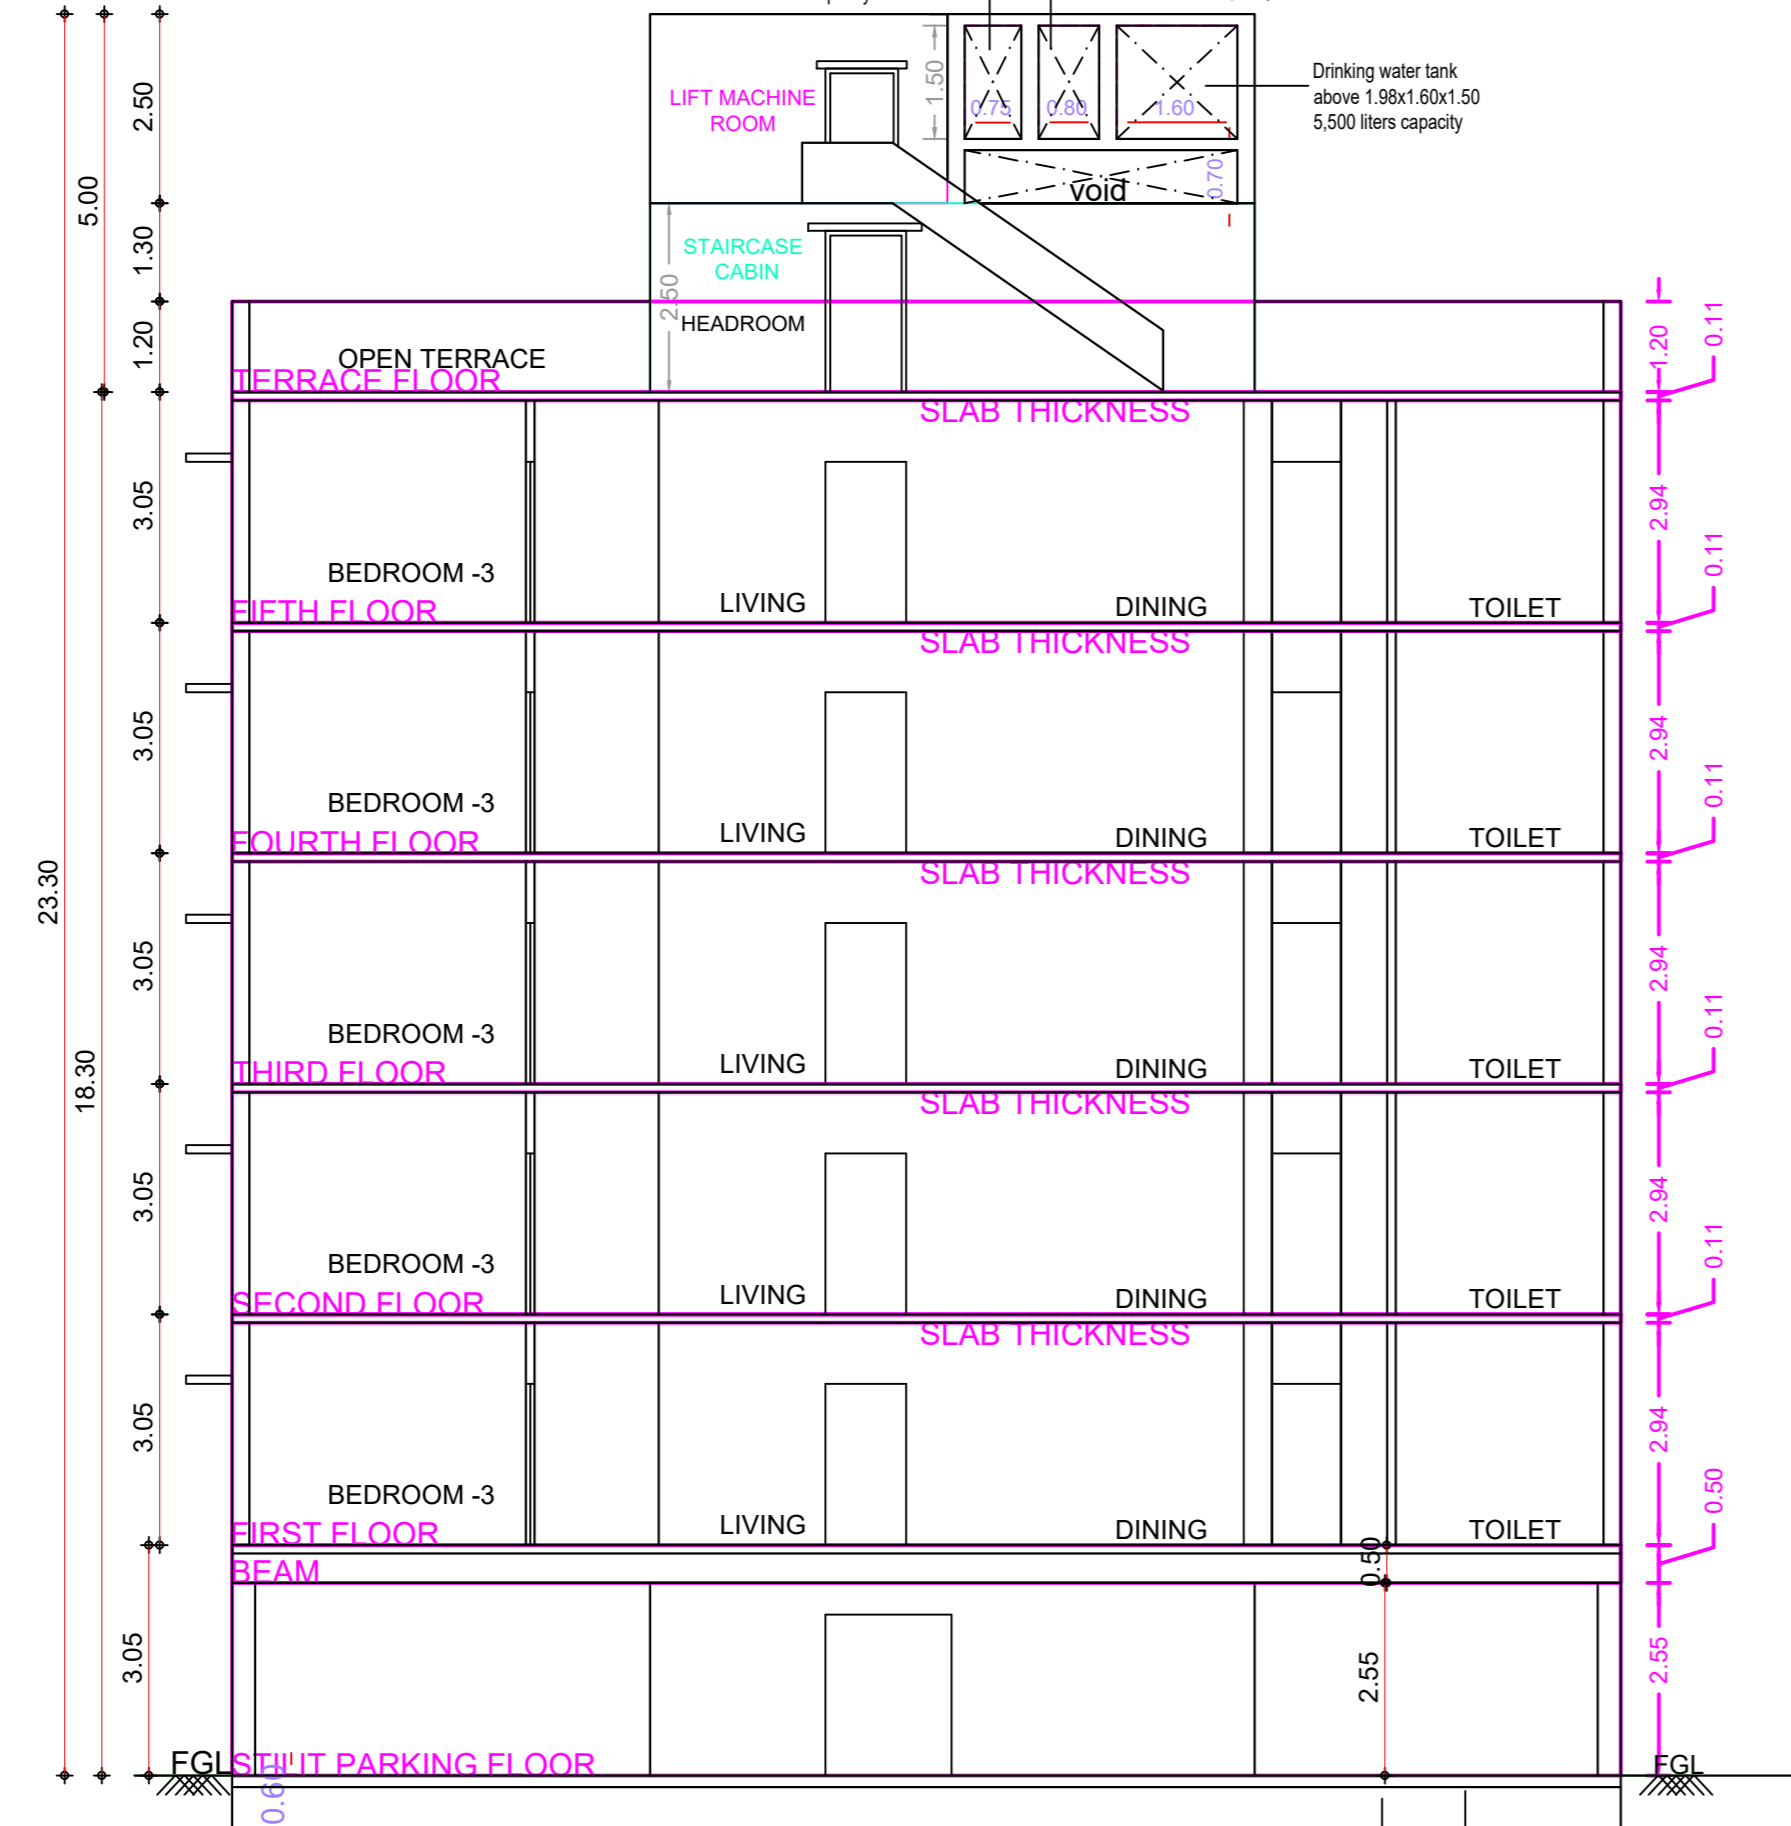 2.50
5.00
1.30
1.20
23.30
18.30
3.05
3.05
3.05
3.05
3.05
3.05
LIFT MACHINE
ROOM
1.50
0.75
0.80
1.60
Drinking water tank
above 1.98x1.60x1.50
5,500 liters capacity
void
0.70
STAIRCASE
CABIN
2.50
HEADROOM
OPEN TERRACE
TERRACE FLOOR
1.20
0.11
SLAB THICKNESS
2.94
BEDROOM -3
LIVING
DINING
TOILET
FIFTH FLOOR
0.11
SLAB THICKNESS
2.94
BEDROOM -3
LIVING
DINING
TOILET
FOURTH FLOOR
0.11
SLAB THICKNESS
2.94
BEDROOM -3
LIVING
DINING
TOILET
THIRD FLOOR
0.11
SLAB THICKNESS
2.94
BEDROOM -3
LIVING
DINING
TOILET
SECOND FLOOR
0.11
SLAB THICKNESS
2.94
BEDROOM -3
LIVING
DINING
TOILET
FIRST FLOOR
0.50
BEAM
0.50
2.55
2.55
FGL
STILIT PARKING FLOOR
FGL
0.60